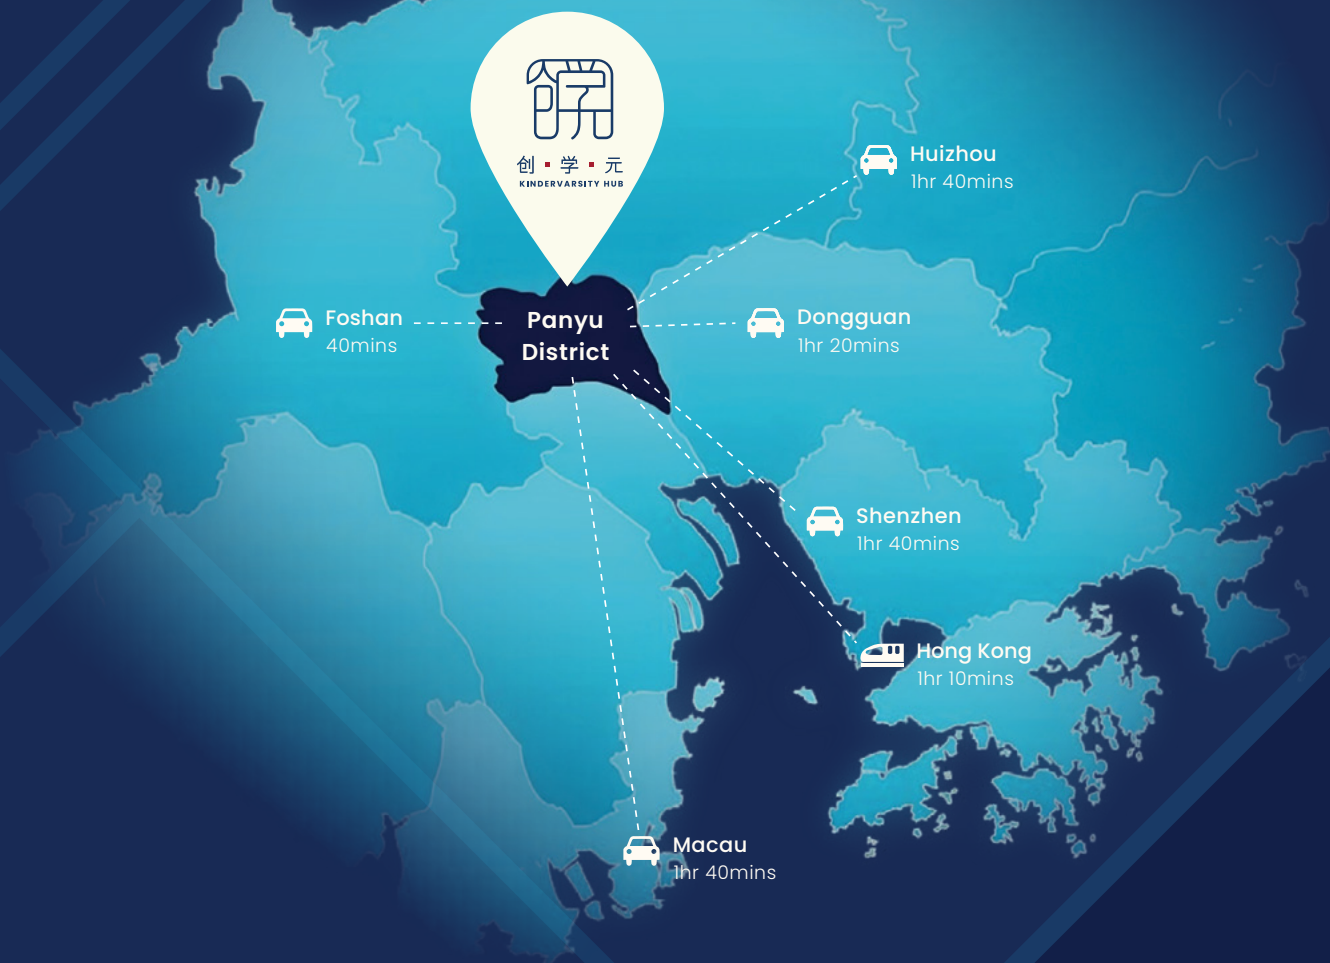 创·学·元
KINDERVARSITY HUB
Huizhou
1hr 40mins
Foshan
40mins
Panyu
District
Dongguan
1hr 20mins
Shenzhen
1hr 40mins
Hong Kong
1hr 10mins
Macau
1hr 40mins